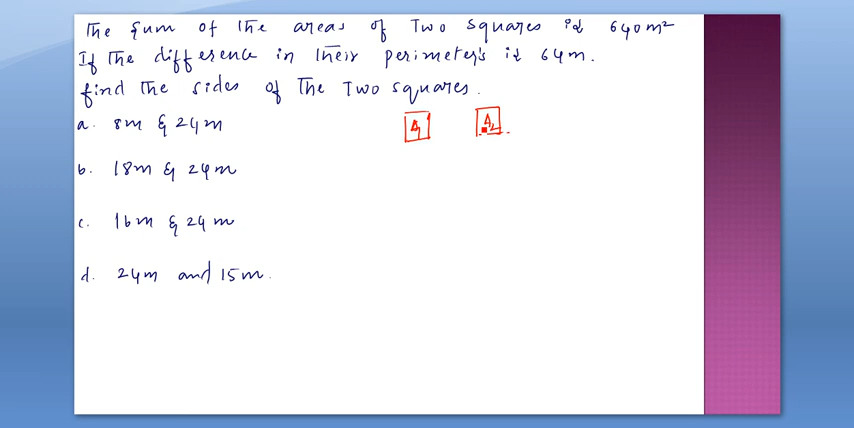 The sum of the areas of Two squares is 640m²
If the difference in their perimeter's is 64m.
find the sides of The Two squares.
a. 8m & 24m A1 A2
b. 18m & 24m
c. 16m & 24m
d. 24m and 15m.